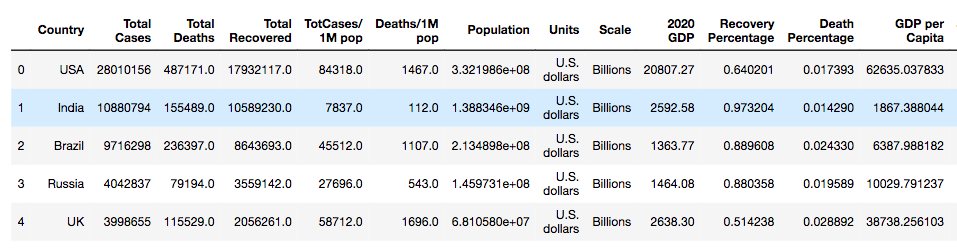 Country Total Cases Total Deaths Total Recovered TotCases/ 1M pop Deaths/1M pop Population Units Scale 2020 GDP Recovery Percentage Death Percentage GDP per Capita
0 USA 28010156 487171.0 17932117.0 84318.0 1467.0 3.321986e+08 U.S. dollars Billions 20807.27 0.640201 0.017393 62635.037833
1 India 10880794 155489.0 10589230.0 7837.0 112.0 1.388346e+09 U.S. dollars Billions 2592.58 0.973204 0.014290 1867.388044
2 Brazil 9716298 236397.0 8643693.0 45512.0 1107.0 2.134898e+08 U.S. dollars Billions 1363.77 0.889608 0.024330 6387.988182
3 Russia 4042837 79194.0 3559142.0 27696.0 543.0 1.459731e+08 U.S. dollars Billions 1464.08 0.880358 0.019589 10029.791237
4 UK 3998655 115529.0 2056261.0 58712.0 1696.0 6.810580e+07 U.S. dollars Billions 2638.30 0.514238 0.028892 38738.256103